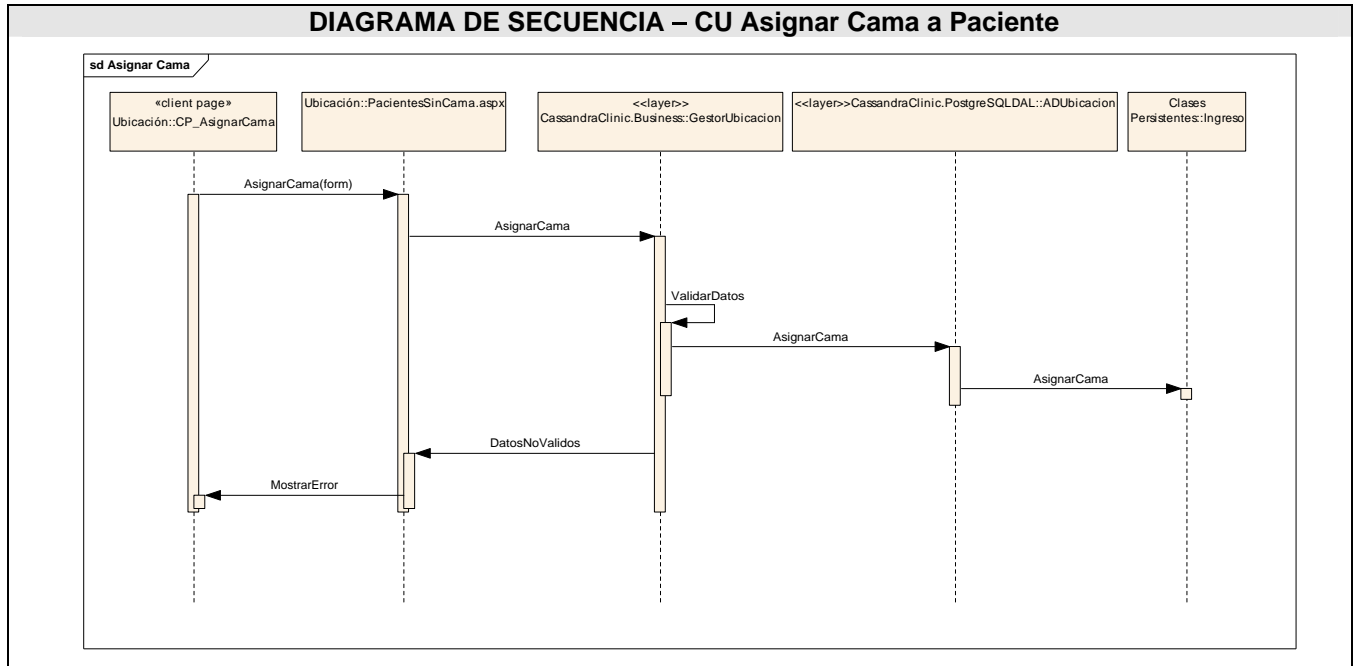 DIAGRAMA DE SECUENCIA – CU Asignar Cama a Paciente
sd Asignar Cama
«client page»
Ubicación::CP_AsignarCama
Ubicación::PacientesSinCama.aspx
<<layer>>
CassandraClinic.Business::GestorUbicacion
<<layer>>CassandraClinic.PostgreSQLDAL::ADUbicacion
Clases
Persistentes::Ingreso
AsignarCama(form)
AsignarCama
ValidarDatos
AsignarCama
AsignarCama
DatosNoValidos
MostrarError